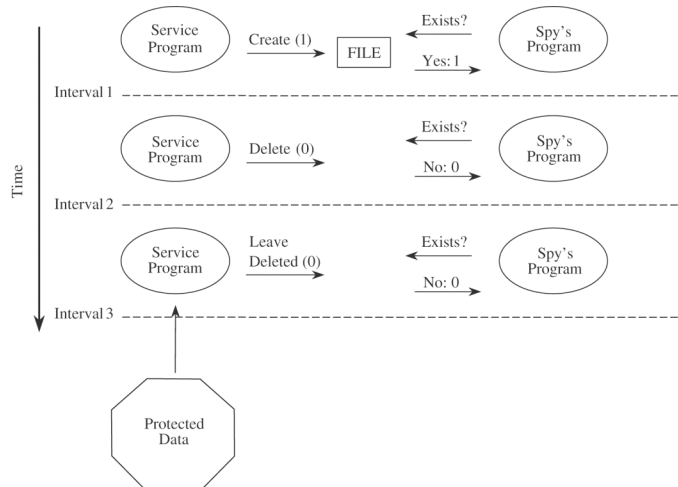 Service
Program
Create (1)
FILE
Exists?
Yes: 1
Spy's
Program
Interval 1
Service
Program
Delete (0)
Exists?
No: 0
Spy's
Program
Interval 2
Service
Program
Leave
Deleted (0)
Exists?
No: 0
Spy's
Program
Interval 3
Time
Protected
Data